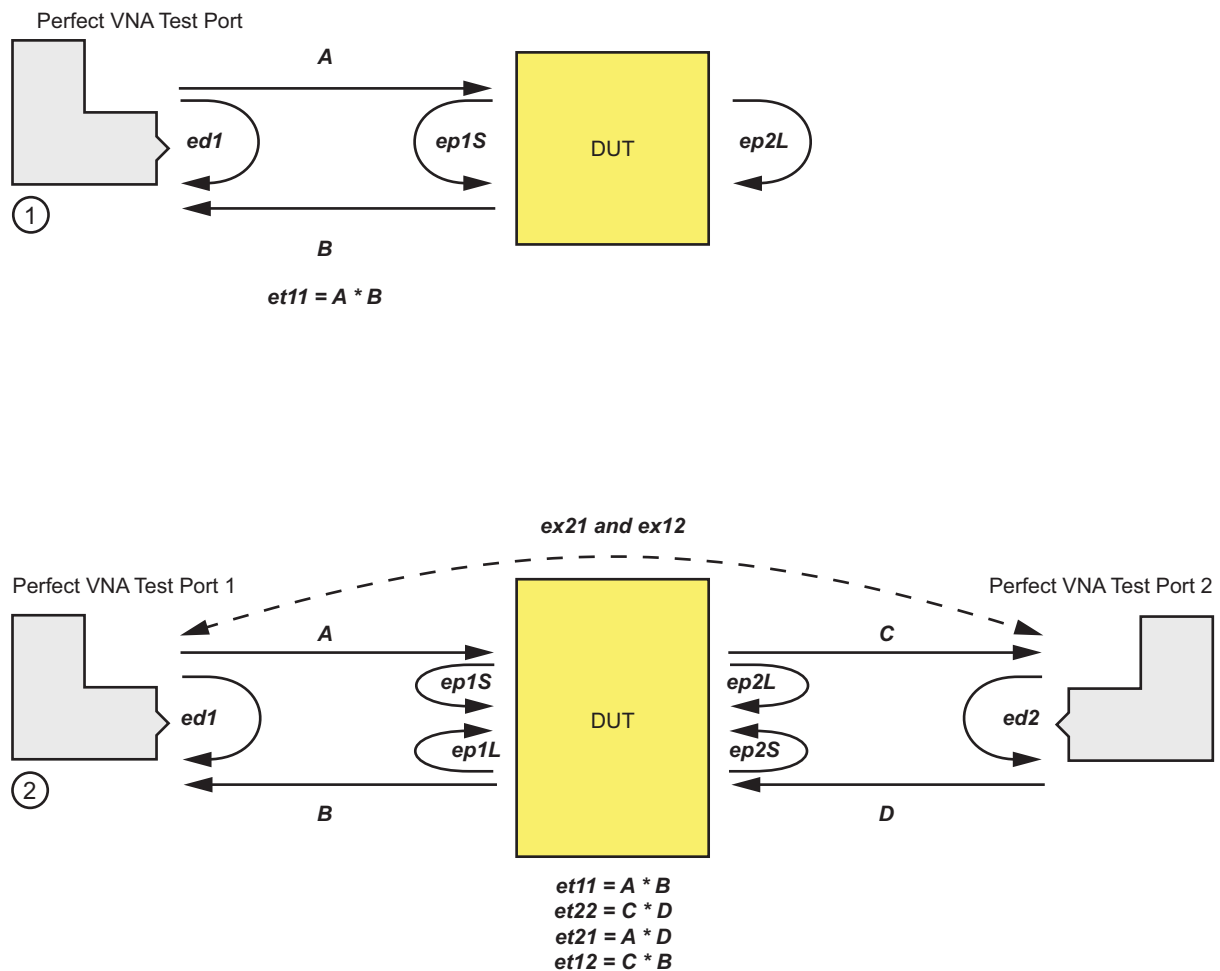 Perfect VNA Test Port
A
ed1
ep1S
DUT
ep2L
1
B
et11 = A * B
ex21 and ex12
Perfect VNA Test Port 1
Perfect VNA Test Port 2
A
C
ep1S
ep2L
ed1
DUT
ed2
ep1L
ep2S
2
B
D
et11 = A * B
et22 = C * D
et21 = A * D
et12 = C * B